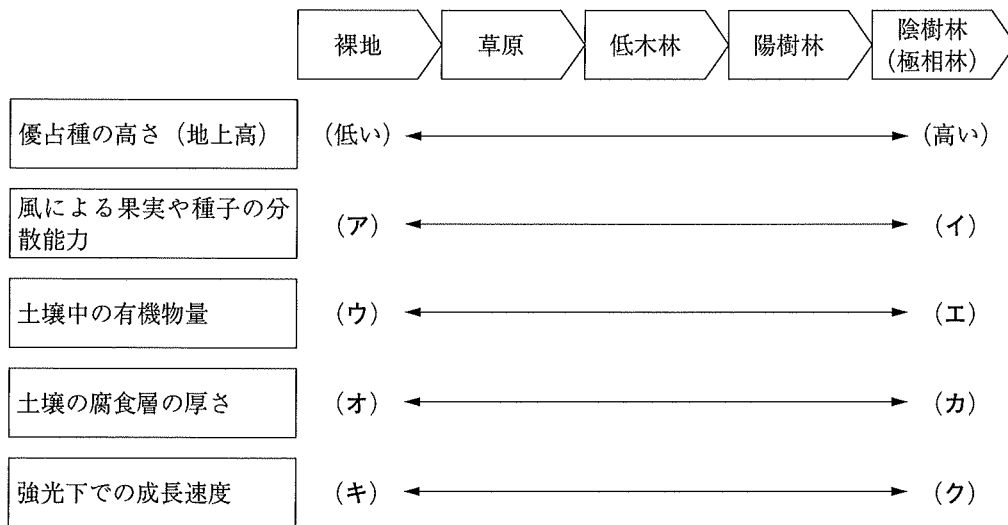 裸地 草原 低木林 陽樹林 陰樹林
(極相林)
優占種の高さ(地上高) (低い) (高い)
風による果実や種子の分
散能力 (ア) (イ)
土壌中の有機物量 (ウ) (エ)
土壌の腐食層の厚さ (オ) (カ)
強光下での成長速度 (キ) (ク)